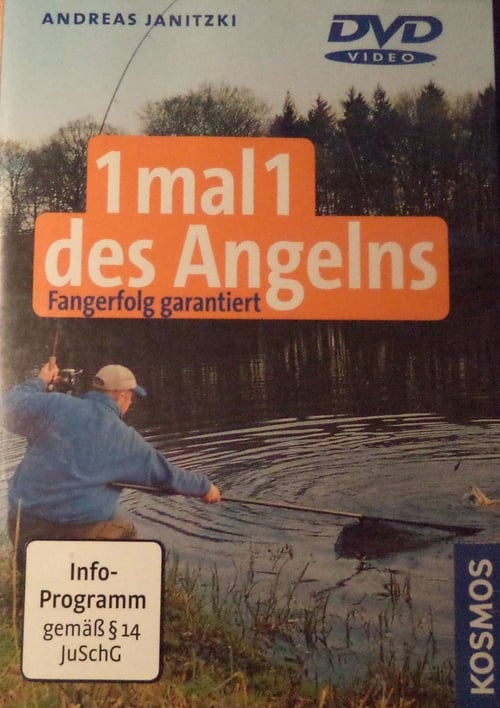 ANDREAS JANITZKI
DVD
VIDEO
1 mal 1
des Angelns
Fangerfolg garantiert
Info-
Programm
gemäß § 14
JuSchG
KOSMOS